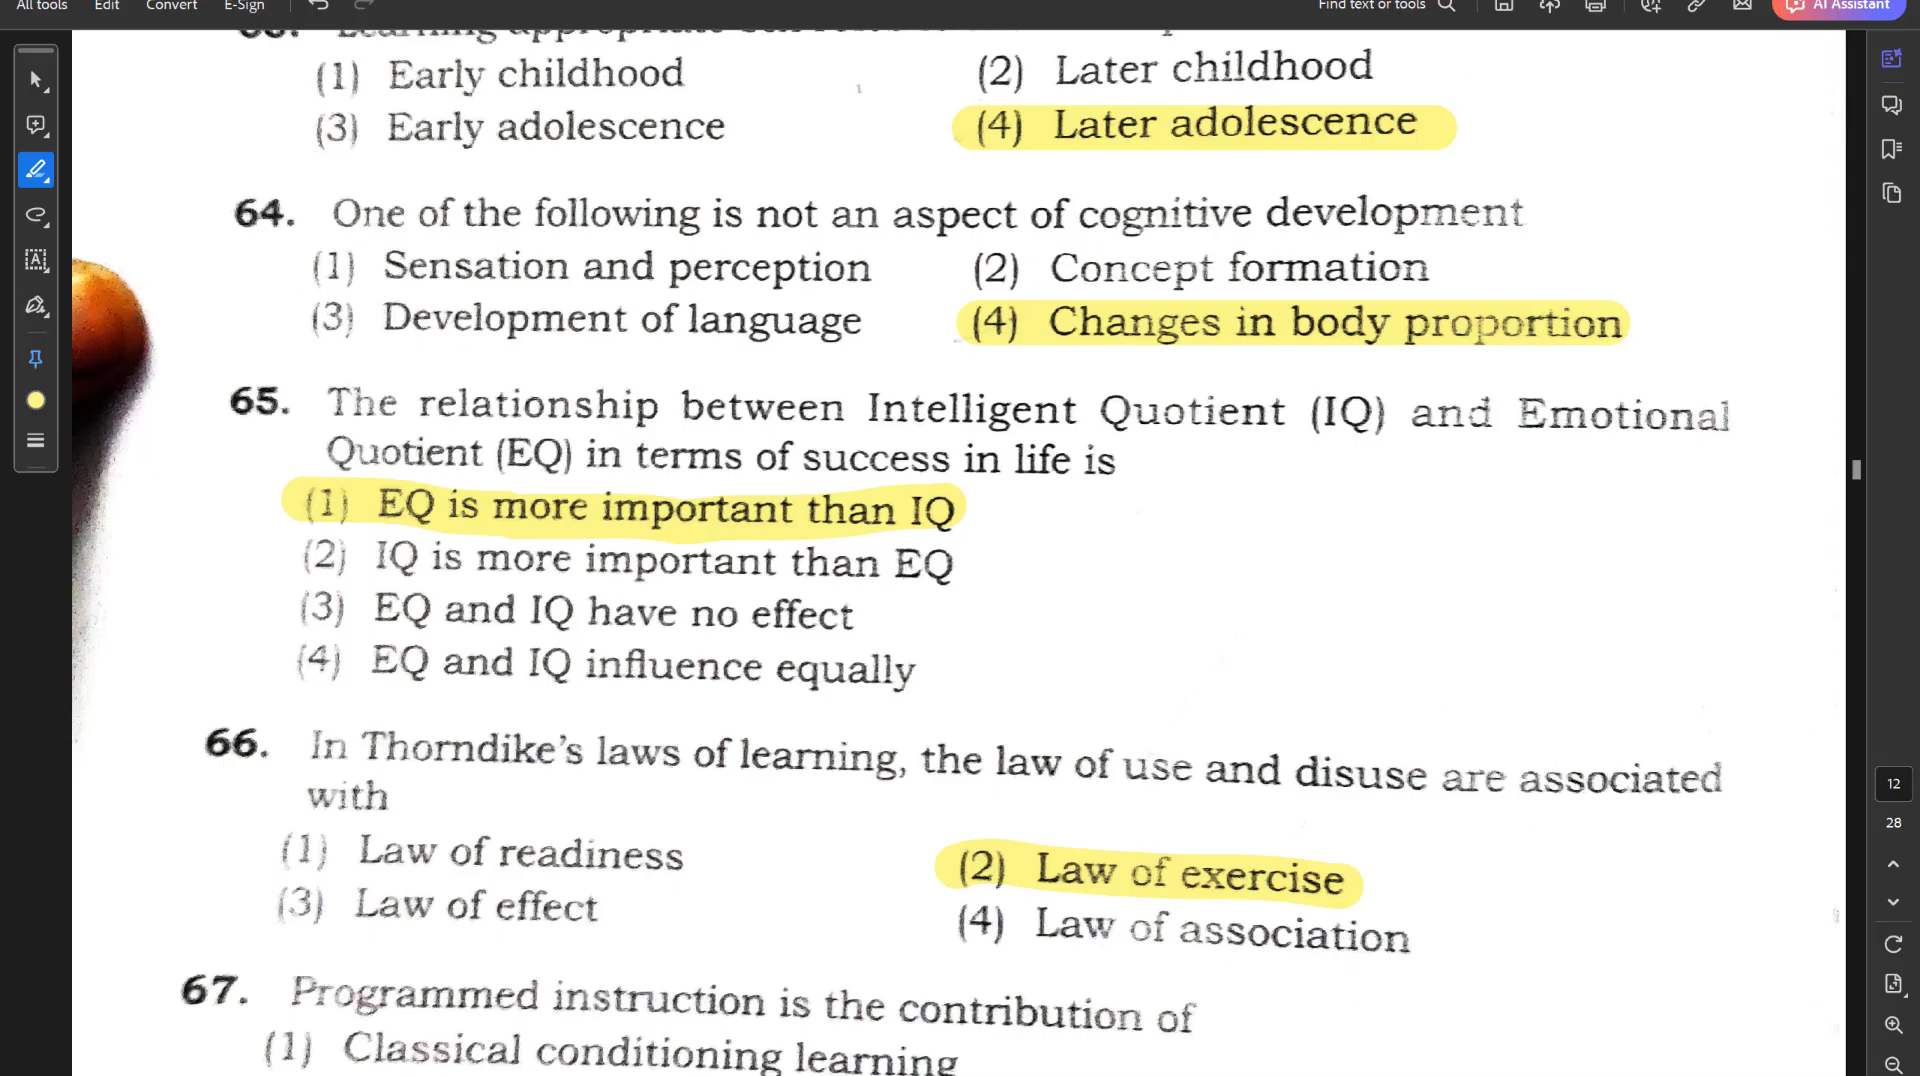 All tools Edit Convert E-Sign Find text or tools AI Assistant
63. Learning appropriate
(1) Early childhood (2) Later childhood
(3) Early adolescence (4) Later adolescence
64. One of the following is not an aspect of cognitive development
(1) Sensation and perception (2) Concept formation
(3) Development of language (4) Changes in body proportion
65. The relationship between Intelligent Quotient (IQ) and Emotional
Quotient (EQ) in terms of success in life is
(1) EQ is more important than IQ
(2) IQ is more important than EQ
(3) EQ and IQ have no effect
(4) EQ and IQ influence equally
66. In Thorndike's laws of learning, the law of use and disuse are associated
with
(1) Law of readiness (2) Law of exercise
(3) Law of effect (4) Law of association
67. Programmed instruction is the contribution of
(1) Classical conditioning learning
12
28